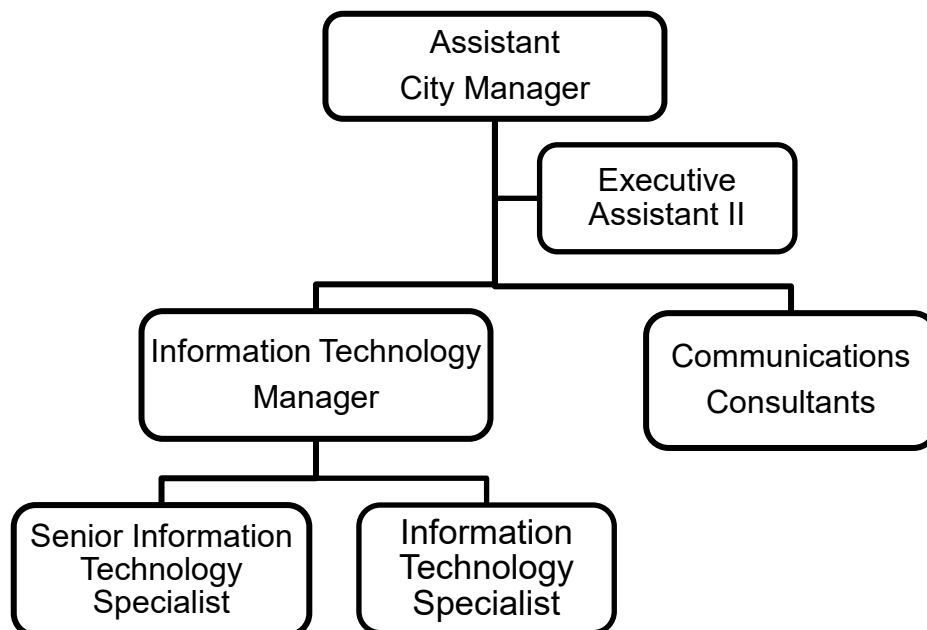 Assistant
City Manager
Executive
Assistant II
Information Technology
Manager
Communications
Consultants
Senior Information
Technology
Specialist
Information
Technology
Specialist